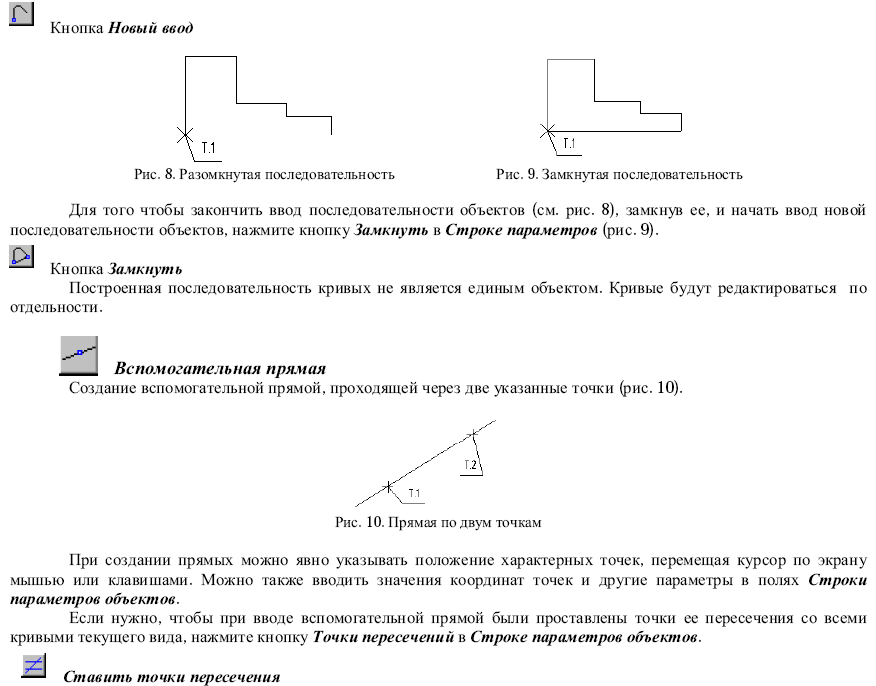 Кнопка Новый ввод
Т.1
Т.1
Рис. 8. Разомкнутая последовательность
Рис. 9. Замкнутая последовательность
Для того чтобы закончить ввод последовательности объектов (см. рис. 8), замкнув ее, и начать ввод новой
последовательности объектов, нажмите кнопку Замкнуть в Строке параметров (рис. 9).
Кнопка Замкнуть
Построенная последовательность кривых не является единым объектом. Кривые будут редактироваться по
отдельности.
Вспомогательная прямая
Создание вспомогательной прямой, проходящей через две указанные точки (рис. 10).
Т.2
Т.1
Рис. 10. Прямая по двум точкам
При создании прямых можно явно указывать положение характерных точек, перемещая курсор по экрану
мышью или клавишами. Можно также вводить значения координат точек и другие параметры в полях Строки
параметров объектов.
Если нужно, чтобы при вводе вспомогательной прямой были проставлены точки ее пересечения со всеми
кривыми текущего вида, нажмите кнопку Точки пересечений в Строке параметров объектов.
Ставить точки пересечения